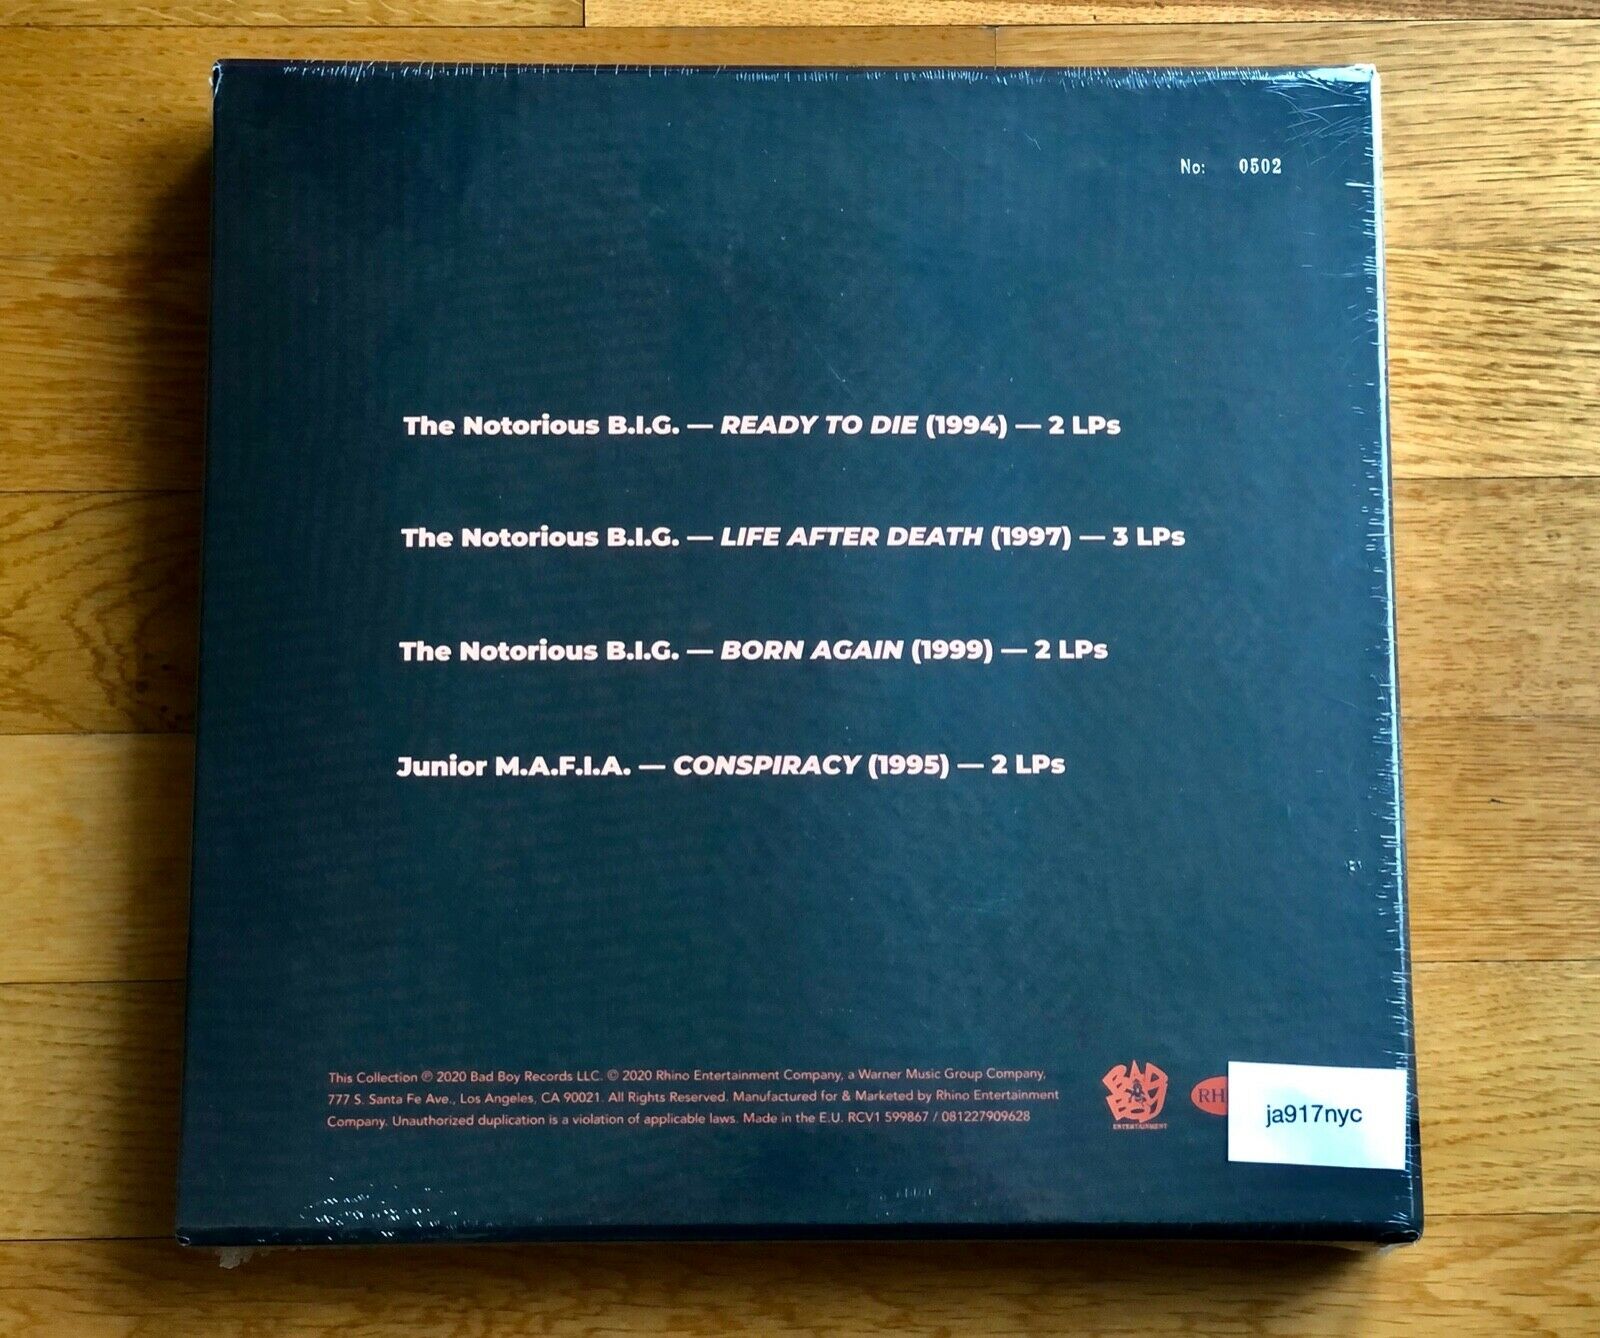 No: 0502
The Notorious B.I.G. — READY TO DIE (1994) — 2 LPs
The Notorious B.I.G. — LIFE AFTER DEATH (1997) — 3 LPs
The Notorious B.I.G. — BORN AGAIN (1999) — 2 LPs
Junior M.A.F.I.A. — CONSPIRACY (1995) — 2 LPs
This Collection ℗ 2020 Bad Boy Records LLC. © 2020 Rhino Entertainment Company, a Warner Music Group Company,
777 S. Santa Fe Ave., Los Angeles, CA 90021. All Rights Reserved. Manufactured for & Marketed by Rhino Entertainment
Company. Unauthorized duplication is a violation of applicable laws. Made in the E.U. RCV1 599867 / 081227909628
BAD
BOY
ENTERTAINMENT
RH
ja917nyc